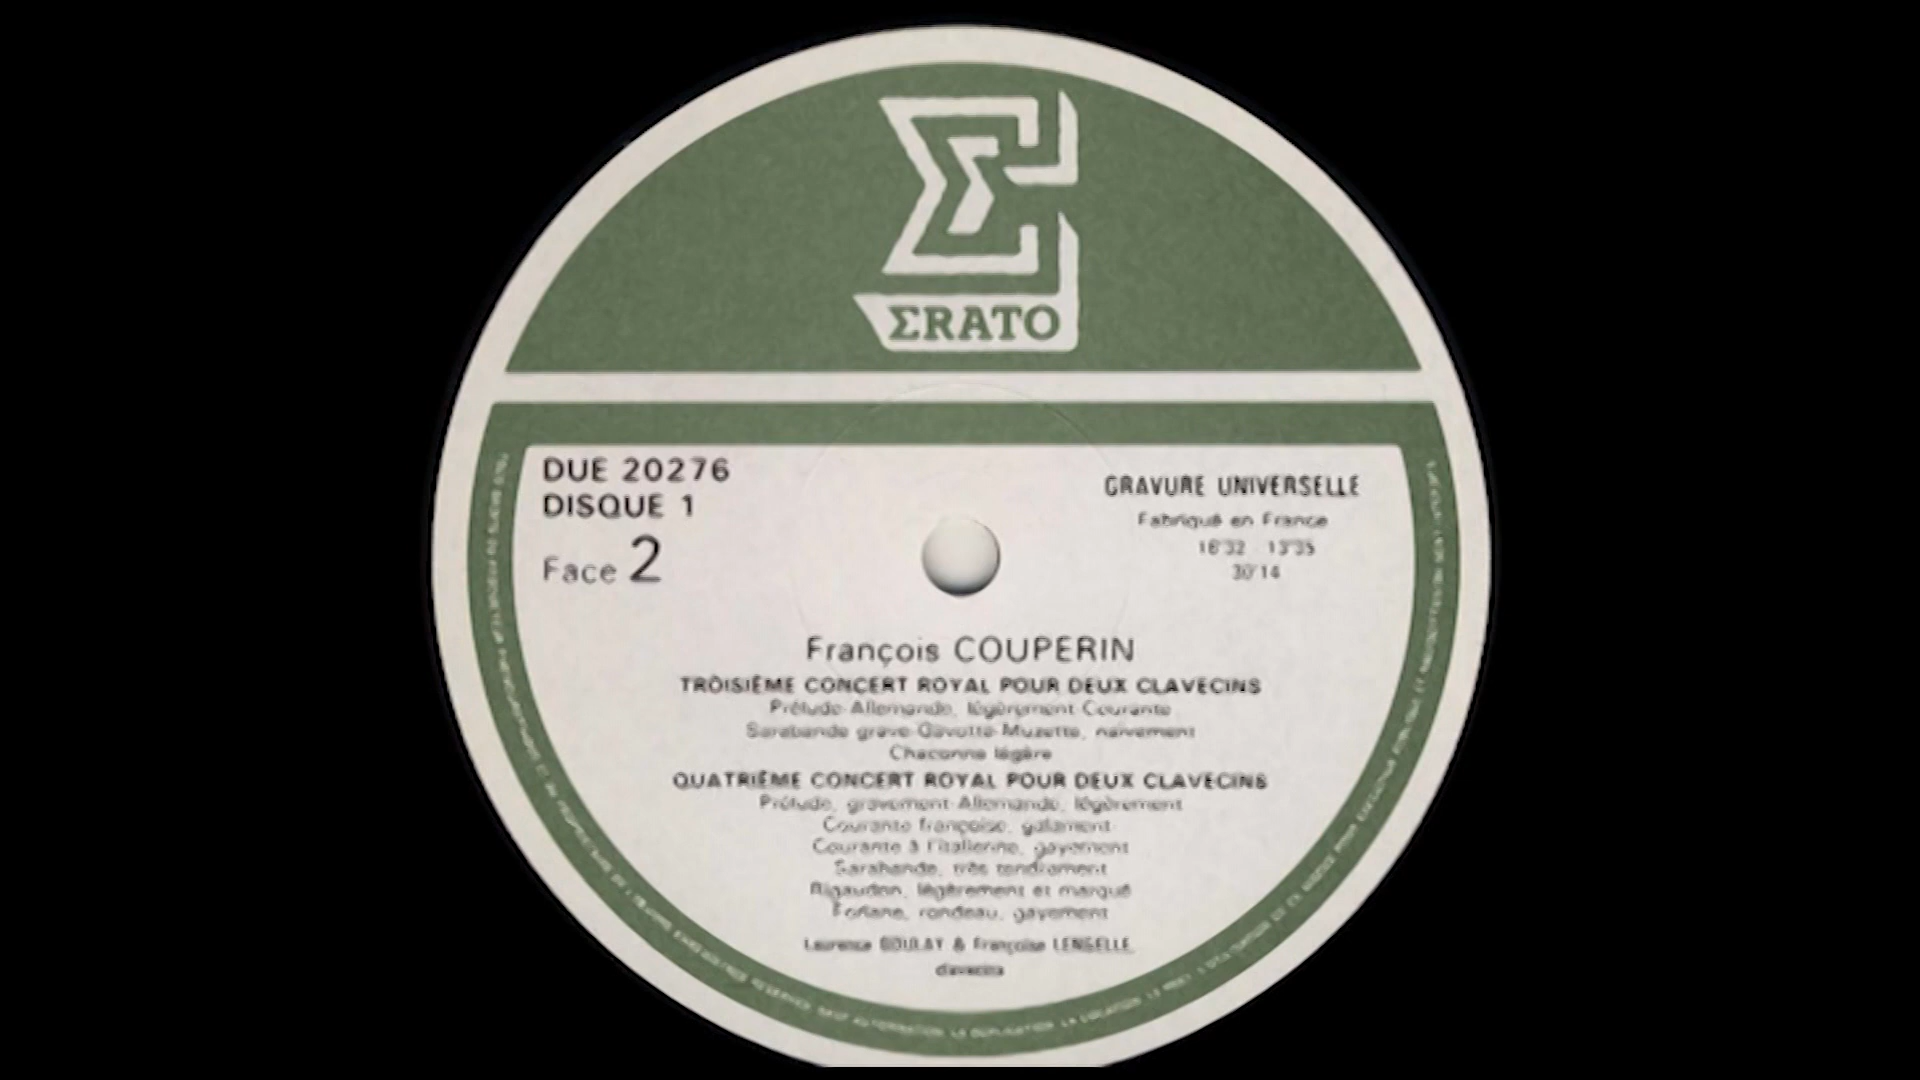 ΣRATO
DUE 20276
DISQUE 1
Face 2
GRAVURE UNIVERSELLE
Fabriqué en France
16'32 13'35
30'14
François COUPERIN
TROISIÈME CONCERT ROYAL POUR DEUX CLAVECINS
Prélude-Allemande, légèrement-Courante
Sarabande grave-Gavotte-Muzette, naïvement
Chaconne légère
QUATRIÈME CONCERT ROYAL POUR DEUX CLAVECINS
Prélude, gravement-Allemande, légèrement
Courante françoise, galament
Courante à l'italienne, gayement
Sarabande, très tendrement
Rigaudon, légèrement et marqué
Forlane, rondeau, gayement
Laurence BOULAY & Françoise LENGELLÉ,
clavecins